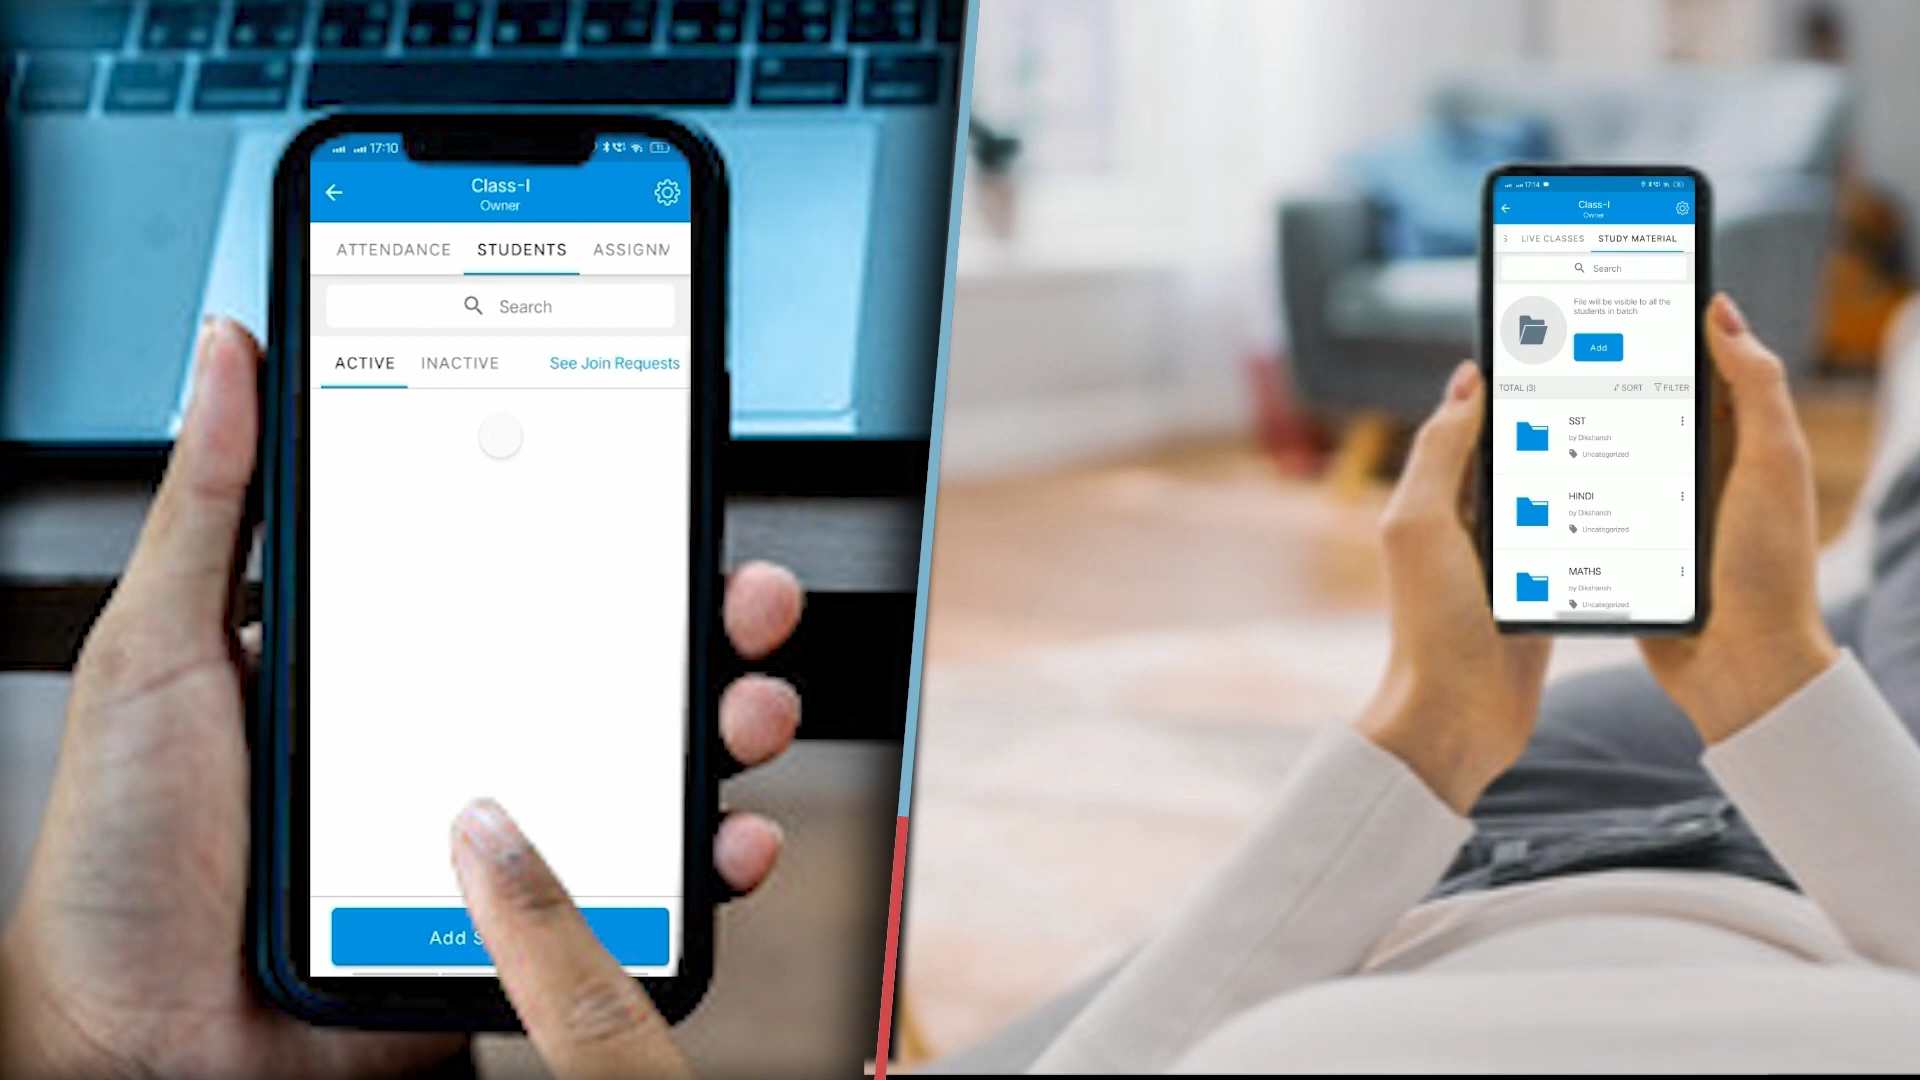 17:10
Class-I
Owner
ATTENDANCE STUDENTS ASSIGNM
Search
ACTIVE INACTIVE See Join Requests
Add S
17:14
Class-I
Owner
S LIVE CLASSES STUDY MATERIAL
Search
File will be visible to all the
students in batch
Add
TOTAL (3) SORT FILTER
SST
by Dikshansh
Uncategorized
HINDI
by Dikshansh
Uncategorized
MATHS
by Dikshansh
Uncategorized